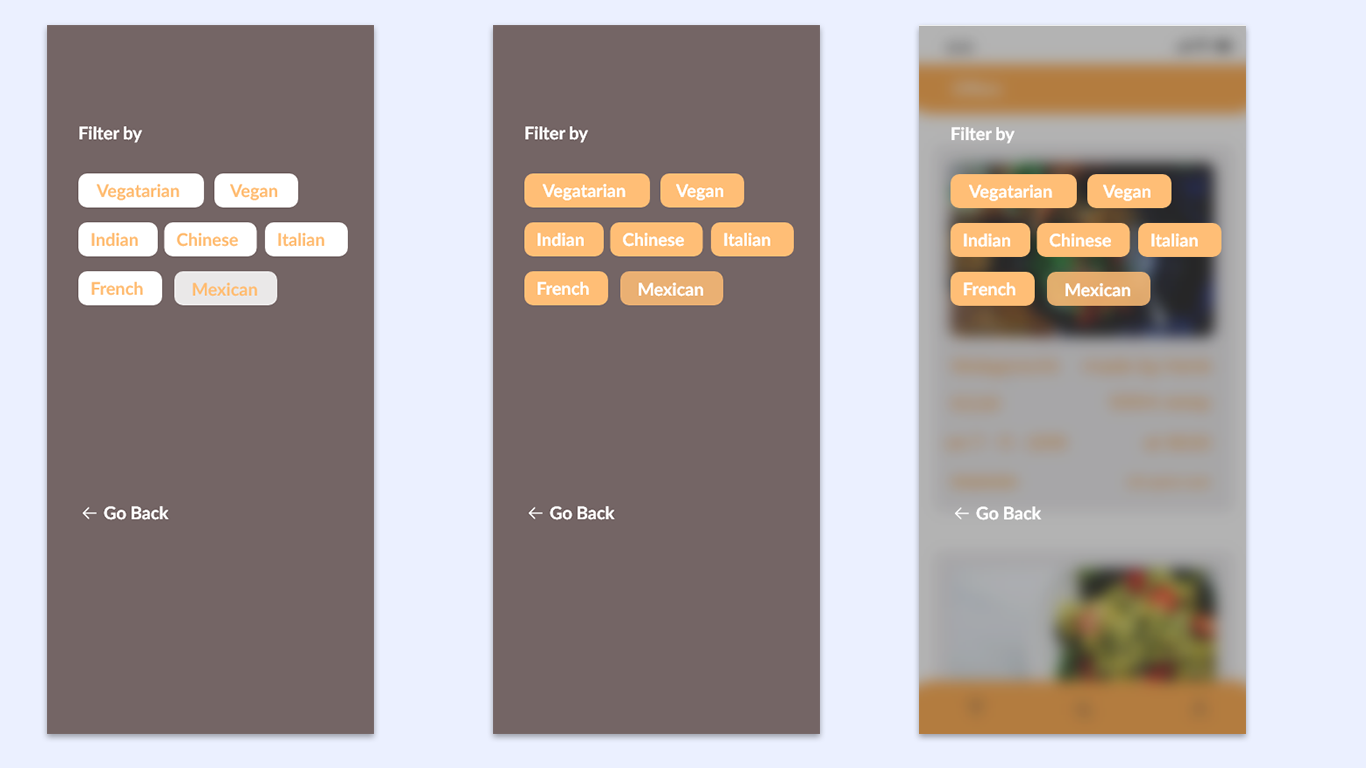 Filter by
Vegatarian Vegan
Indian Chinese Italian
French Mexican
← Go Back
Filter by
Vegatarian Vegan
Indian Chinese Italian
French Mexican
← Go Back
Filter by
Vegatarian Vegan
Indian Chinese Italian
French Mexican
← Go Back